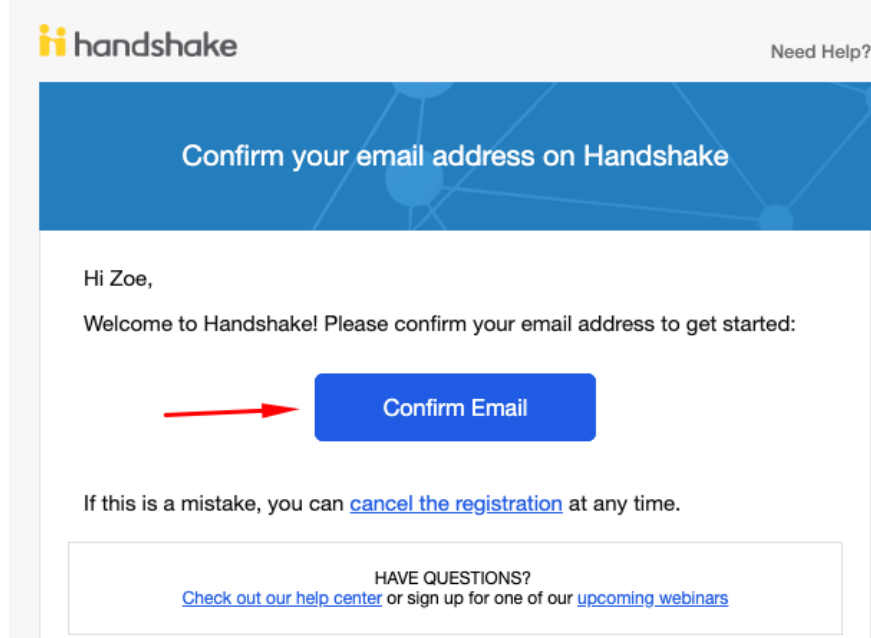 handshake
Need Help?
Confirm your email address on Handshake
Hi Zoe,
Welcome to Handshake! Please confirm your email address to get started:
Confirm Email
If this is a mistake, you can cancel the registration at any time.
HAVE QUESTIONS?
Check out our help center or sign up for one of our upcoming webinars